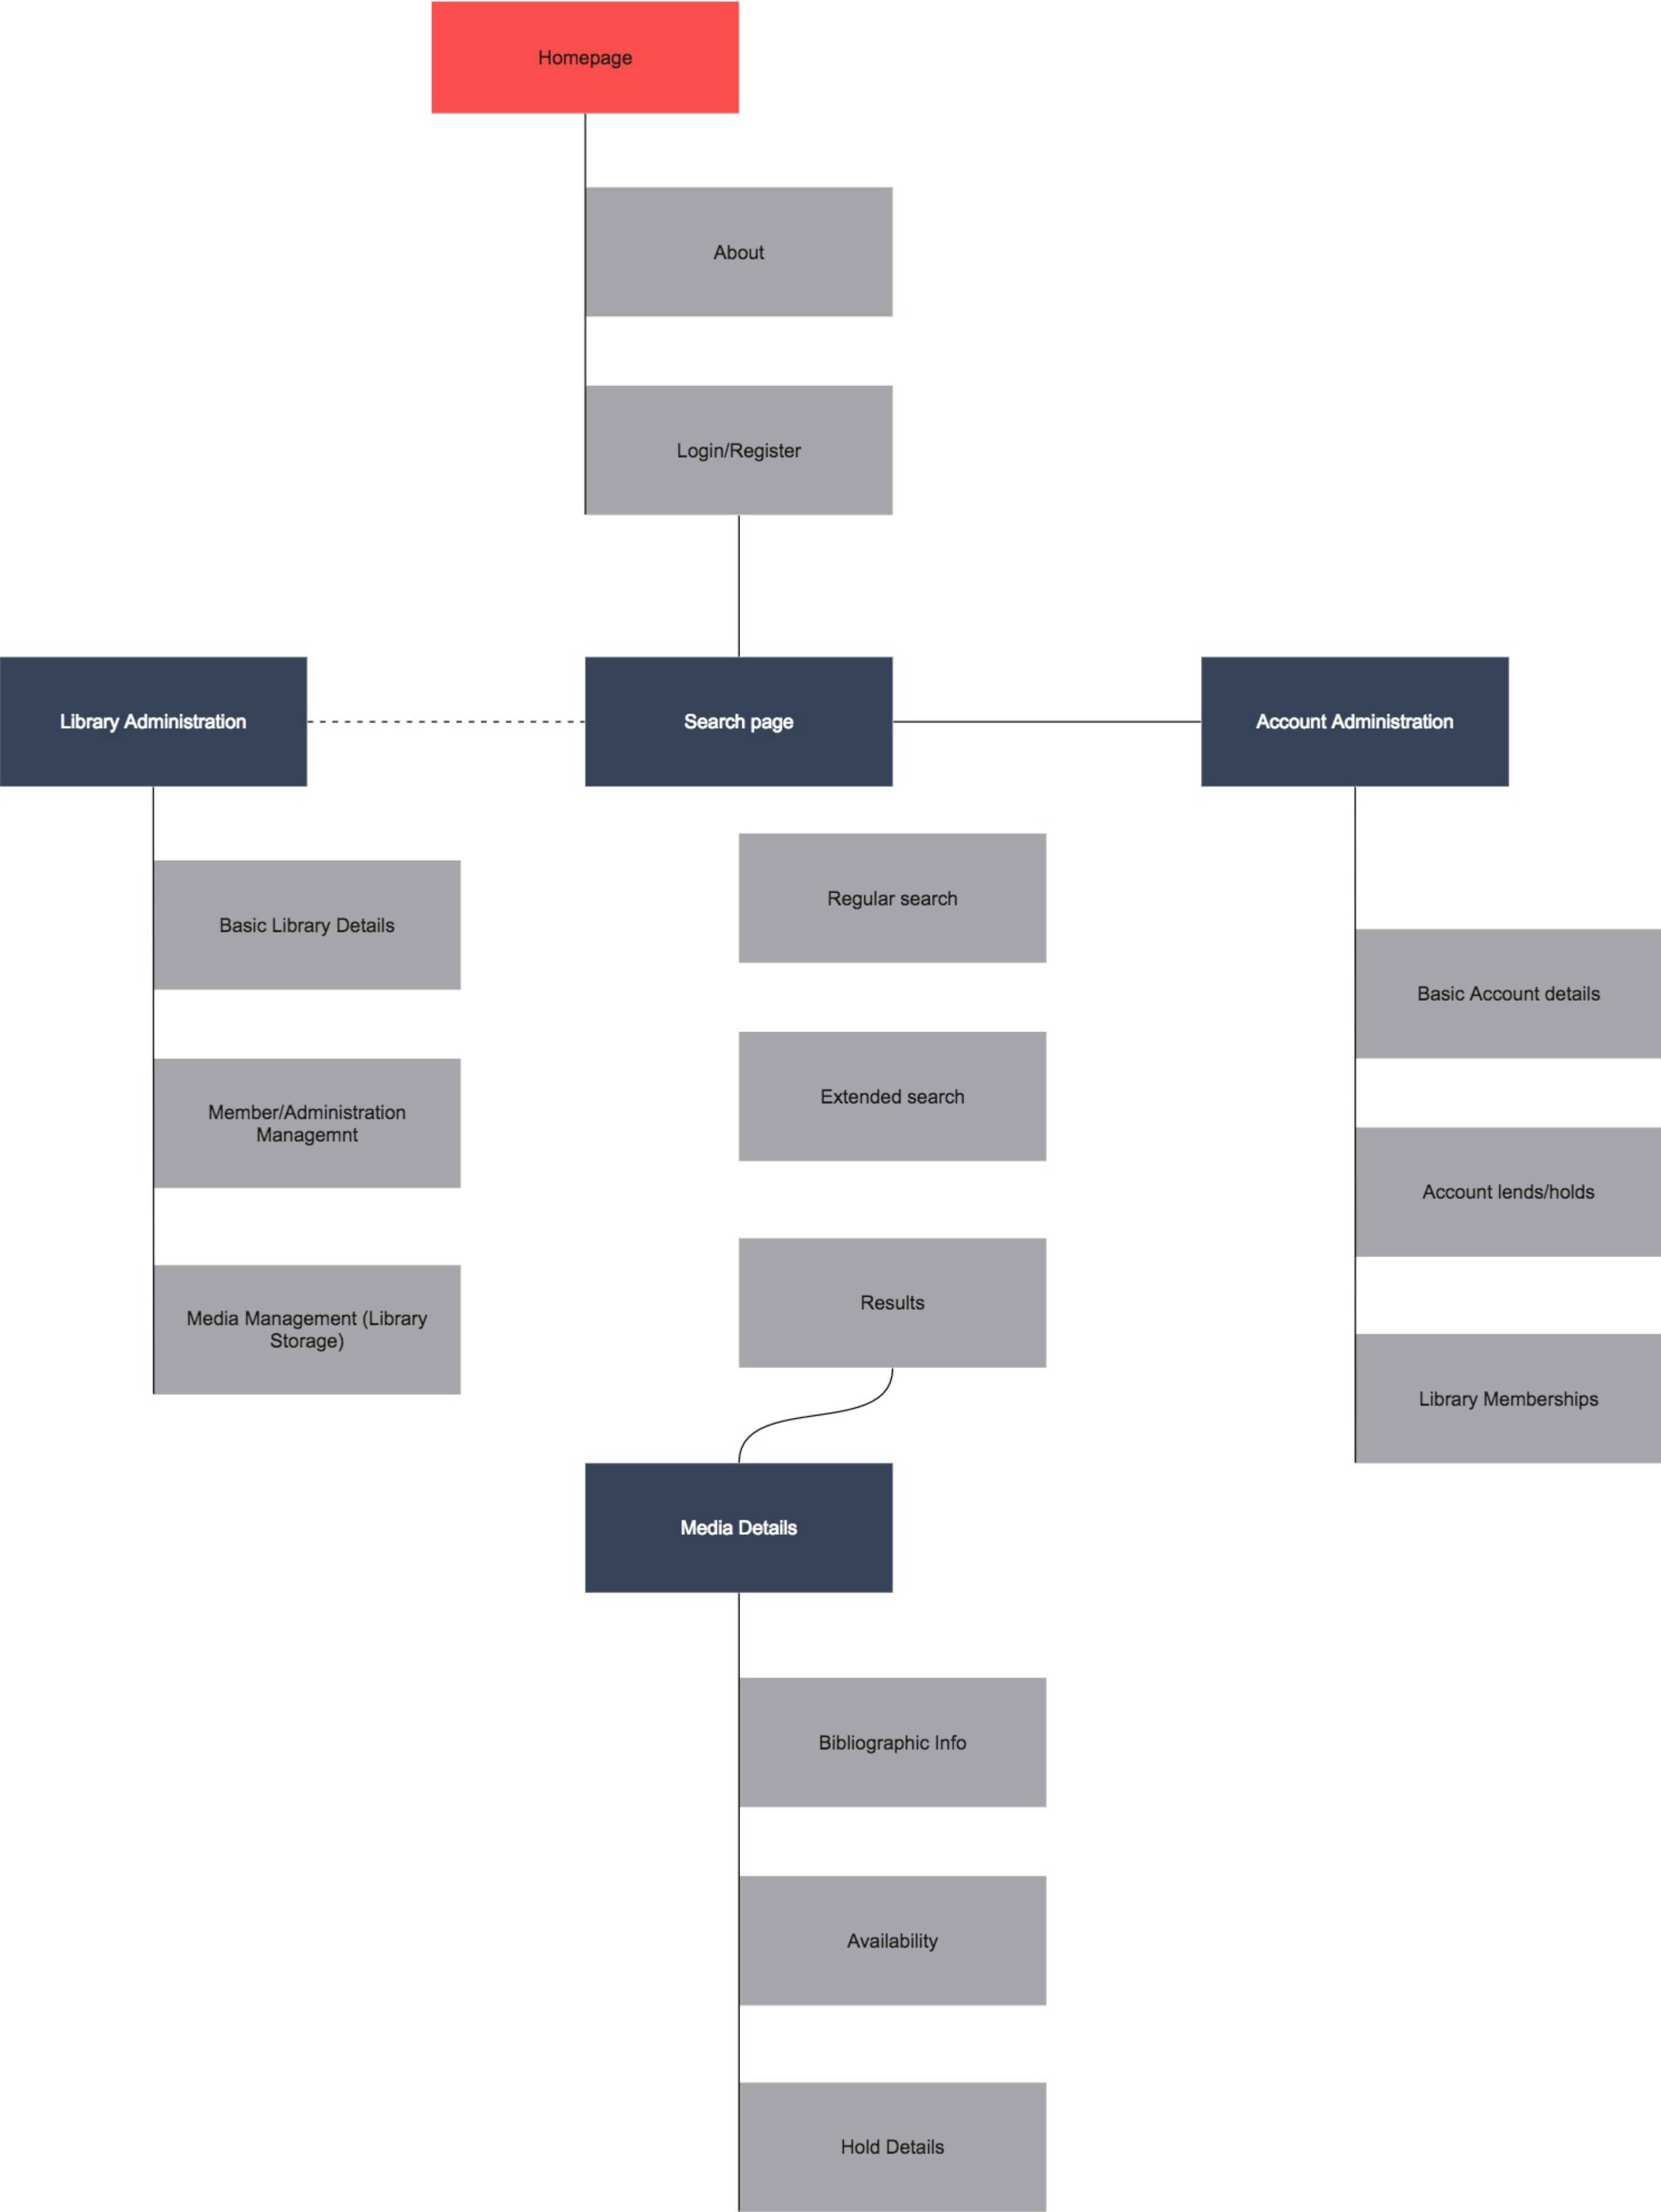 Homepage
About
Login/Register
Library Administration
Search page
Account Administration
Regular search
Basic Library Details
Basic Account details
Extended search
Member/Administration
Managemnt
Account lends/holds
Results
Media Management (Library
Storage)
Library Memberships
Media Details
Bibliographic Info
Availability
Hold Details